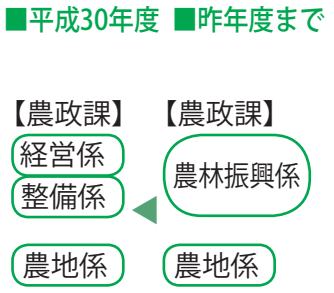 ■平成30年度 ■昨年度まで
【農政課】 【農政課】
経営係
整備係
農林振興係
農地係 農地係